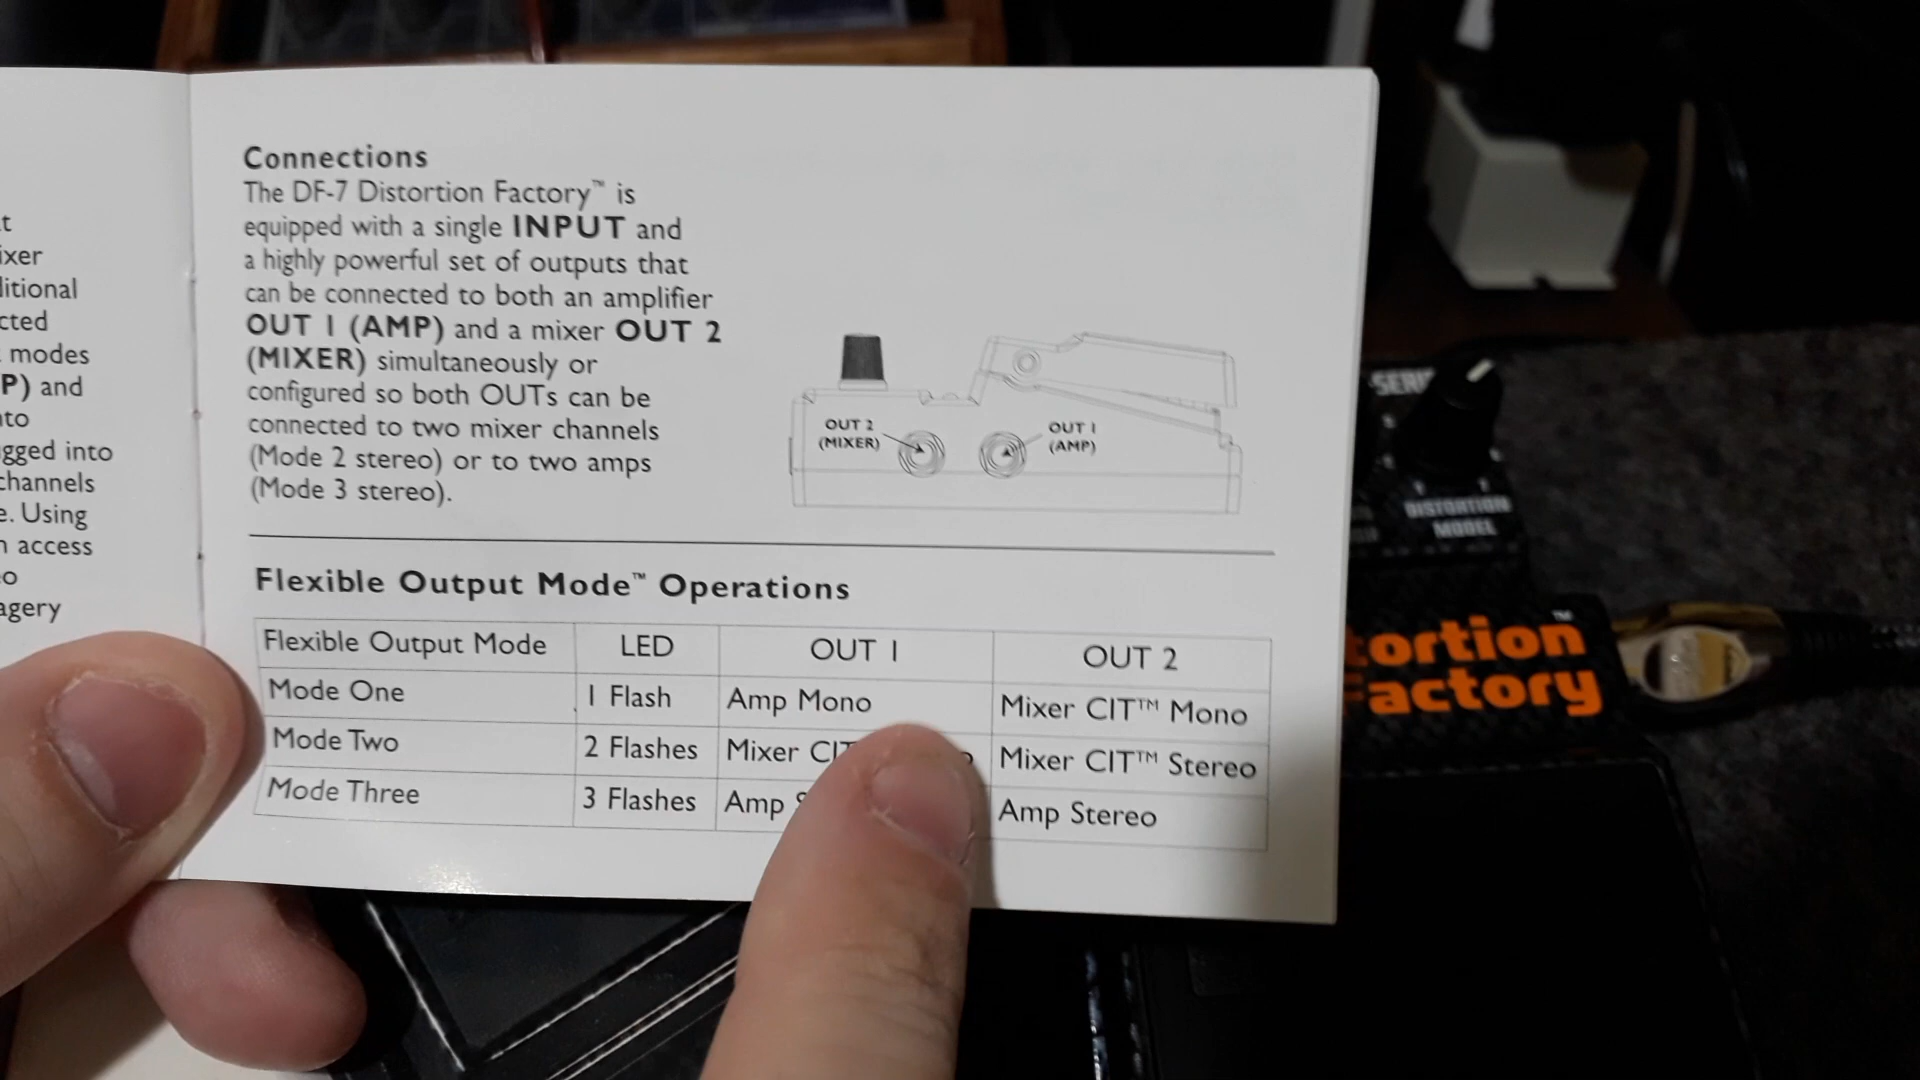 t
ixer
litional
cted
modes
P) and
to
gged into
channels
e. Using
n access
o
agery
Connections
The DF-7 Distortion Factory™ is
equipped with a single INPUT and
a highly powerful set of outputs that
can be connected to both an amplifier
OUT 1 (AMP) and a mixer OUT 2
(MIXER) simultaneously or
configured so both OUTs can be
connected to two mixer channels
(Mode 2 stereo) or to two amps
(Mode 3 stereo).
OUT 2
(MIXER)
OUT 1
(AMP)
Flexible Output Mode™ Operations
Flexible Output Mode LED OUT 1 OUT 2
Mode One 1 Flash Amp Mono Mixer CIT™ Mono
Mode Two 2 Flashes Mixer CIT Mixer CIT™ Stereo
Mode Three 3 Flashes Amp Amp Stereo
DISTORTION
MODEL
tortion™
Factory